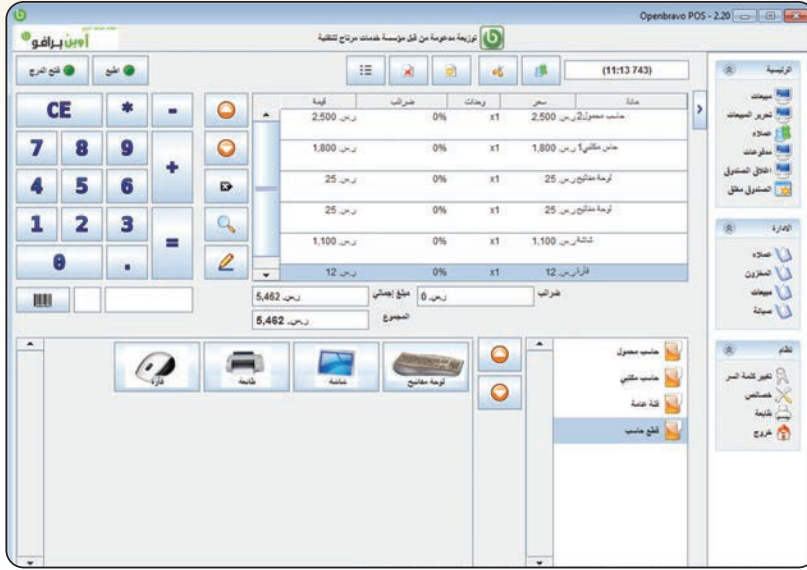 Openbravo POS - 2.20
أوبن برافو
توزيعة مدعومة من قبل مؤسسة خدمات مرتاح للتقنية
(11:13 743)
اطبع
فتح الدرج
الرئيسية
مبيعات
تحرير المبيعات
عملاء
مدفوعات
اغلاق الصندوق
الصندوق مغلق
الادارة
عملاء
المخزون
مبيعات
صيانة
نظام
تغيير كلمة السر
خصائص
طابعة
خروج
مادة سعر وحدات ضرائب قيمة
حاسب محمول2 ر.س. 2,500 x1 0% ر.س. 2,500
ر.س. 1,800 x1 0% ر.س. 1,800
لوحة مفاتيح ر.س. 25 x1 0% ر.س. 25
لوحة مفاتيح ر.س. 25 x1 0% ر.س. 25
شاشة ر.س. 1,100 x1 0% ر.س. 1,100
فأرة ر.س. 12 x1 0% ر.س. 12
CE * -
7 8 9 +
4 5 6
1 2 3 =
0 .
ضرائب ر.س. 0 مبلغ إجمالي ر.س. 5,462
المجموع ر.س. 5,462
حاسب محمول
حاسب مكتبي
فئة عامة
قطع حاسب
لوحة مفاتيح
شاشة
طابعة
فأرة